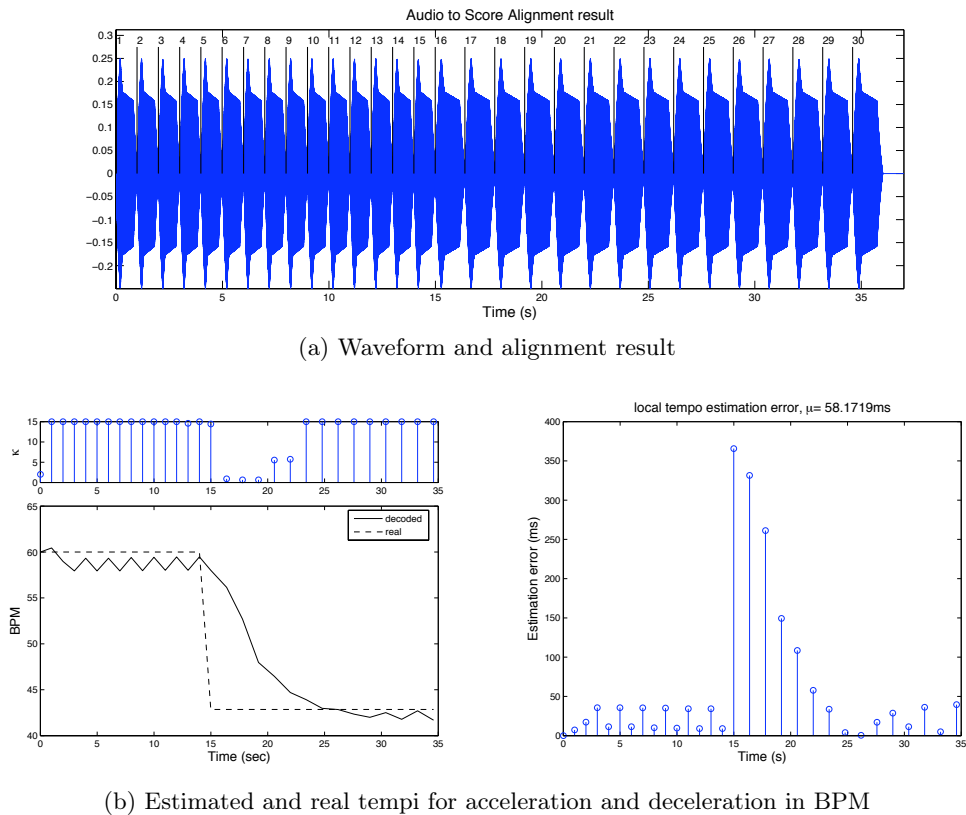 Audio to Score Alignment result
1 2 3 4 5 6 7 8 9 10 11 12 13 14 15 16 17 18 19 20 21 22 23 24 25 26 27 28 29 30
0.3
0.25
0.2
0.15
0.1
0.05
0
−0.05
−0.1
−0.15
−0.2
0 5 10 15 20 25 30 35
Time (s)
(a) Waveform and alignment result
15
10
5
0
κ
0 5 10 15 20 25 30 35
65
60
55
50
45
40
BPM
decoded
real
0 5 10 15 20 25 30 35
Time (sec)
local tempo estimation error, μ= 58.1719ms
400
350
300
250
200
150
100
50
0
Estimation error (ms)
0 5 10 15 20 25 30 35
Time (s)
(b) Estimated and real tempi for acceleration and deceleration in BPM